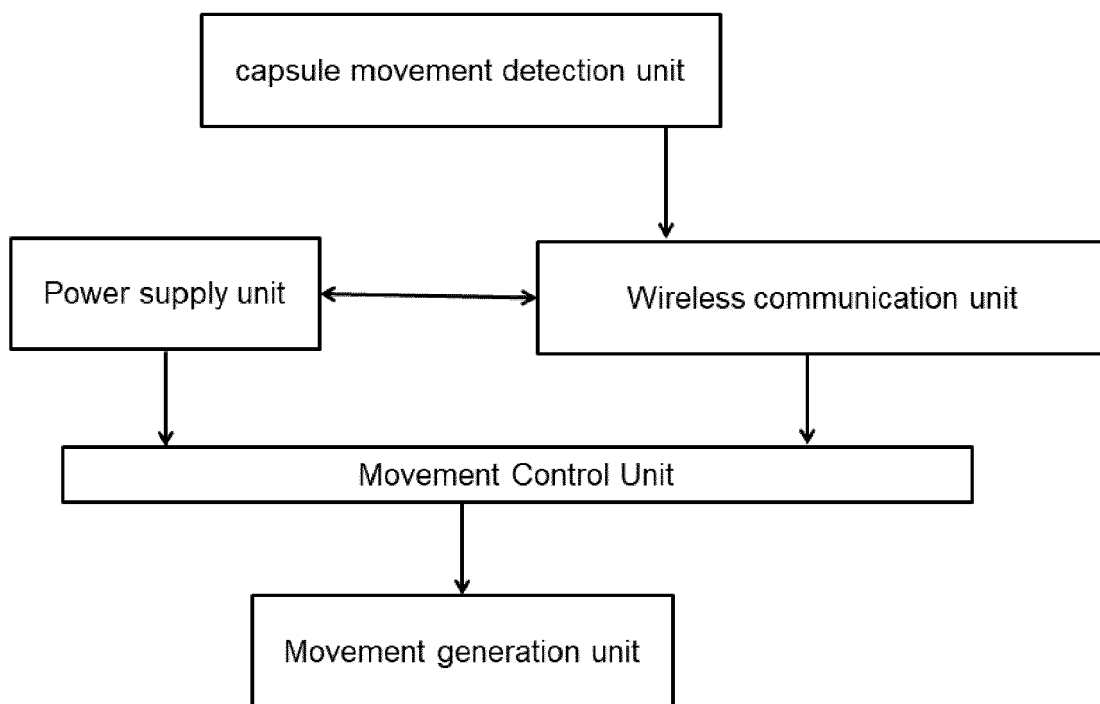 capsule movement detection unit
Power supply unit
Wireless communication unit
Movement Control Unit
Movement generation unit